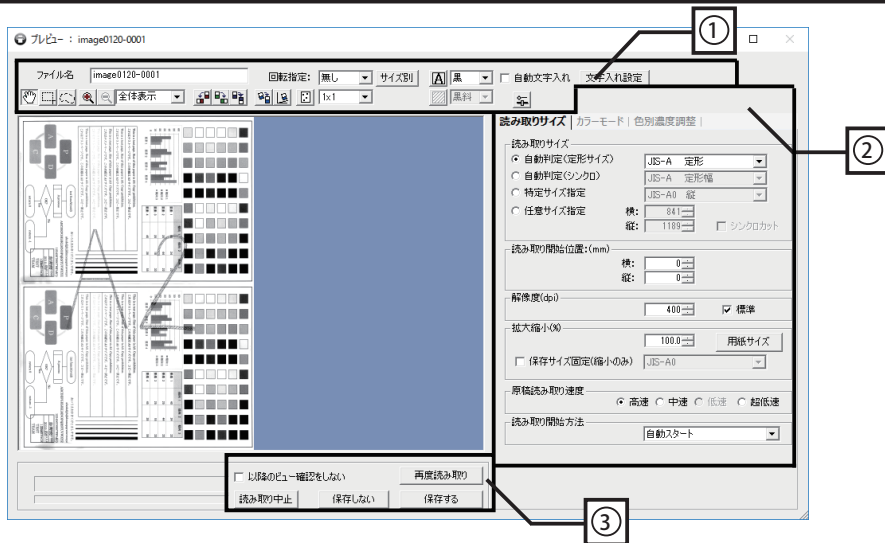 プレビュー : image0120-0001
①
ファイル名 image0120-0001 回転指定: 無し サイズ別 A 黒 自動文字入れ 文字入れ設定
全体表示 1x1 黒斜
②
読み取りサイズ カラーモード 色別濃度調整
読み取りサイズ
自動判定(定形サイズ) JIS-A 定形
自動判定(シンクロ) JIS-A 定形幅
特定サイズ指定 JIS-A0 縦
任意サイズ指定 横: 841
縦: 1189 シンクロカット
読み取り開始位置:(mm)
横: 0
縦: 0
解像度(dpi)
400 標準
拡大縮小(%)
100.0 用紙サイズ
保存サイズ固定(縮小のみ) JIS-A0
原稿読み取り速度
高速 中速 低速 超低速
読み取り開始方法
自動スタート
以降のビュー確認をしない 再度読み取り
読み取り中止 保存しない 保存する
③